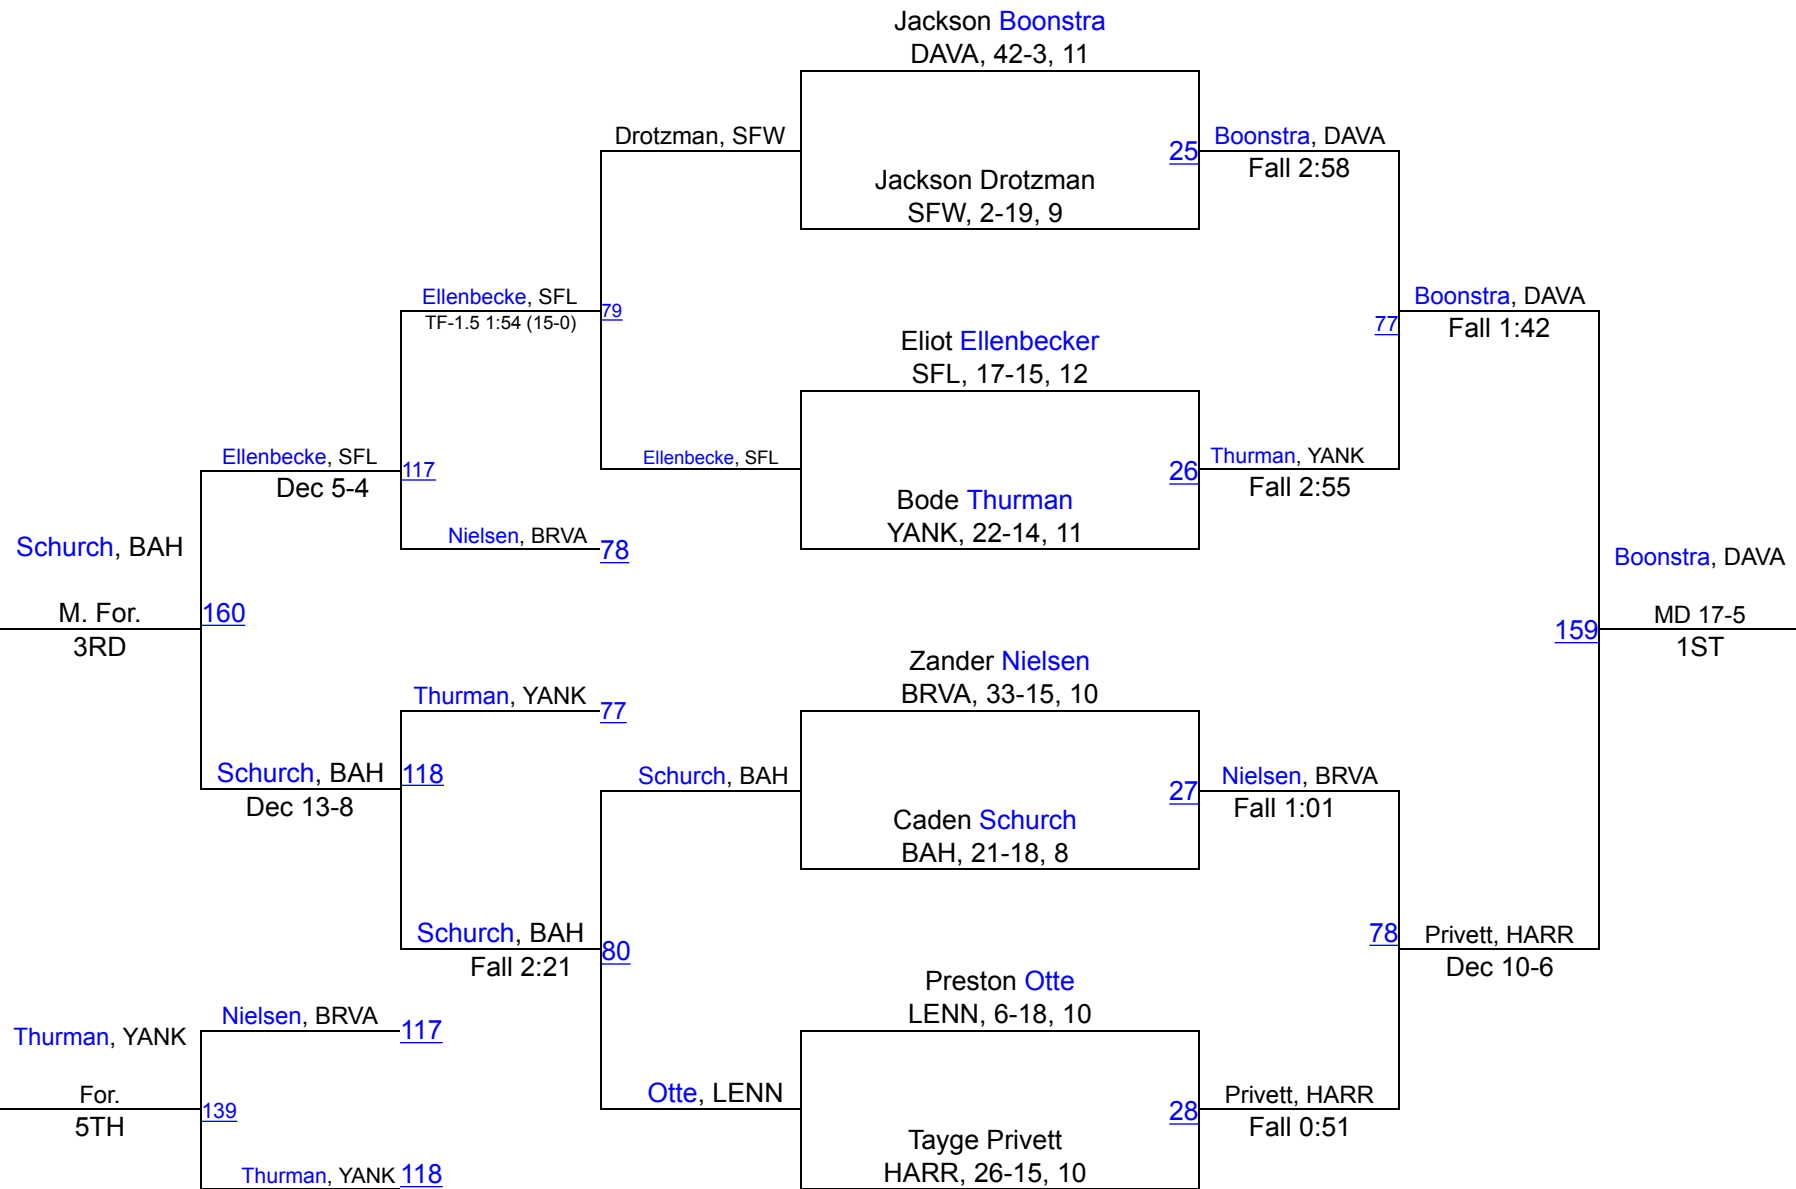 Jackson Boonstra
DAVA, 42-3, 11
Drotzman, SFW
25
Boonstra, DAVA
Fall 2:58
Jackson Drotzman
SFW, 2-19, 9
Ellenbecke, SFL
TF-1.5 1:54 (15-0)
79
Boonstra, DAVA
Fall 1:42
77
Eliot Ellenbecker
SFL, 17-15, 12
Ellenbecke, SFL
Dec 5-4
117
Ellenbecke, SFL
26
Thurman, YANK
Fall 2:55
Bode Thurman
YANK, 22-14, 11
Nielsen, BRVA
78
Schurch, BAH
M. For.
3RD
160
Boonstra, DAVA
MD 17-5
1ST
159
Zander Nielsen
BRVA, 33-15, 10
Thurman, YANK
77
Schurch, BAH
Dec 13-8
118
Schurch, BAH
27
Nielsen, BRVA
Fall 1:01
Caden Schurch
BAH, 21-18, 8
Schurch, BAH
Fall 2:21
80
78
Privett, HARR
Dec 10-6
Preston Otte
LENN, 6-18, 10
Nielsen, BRVA
117
Thurman, YANK
For.
5TH
139
Otte, LENN
28
Privett, HARR
Fall 0:51
Tayge Privett
HARR, 26-15, 10
Thurman, YANK
118